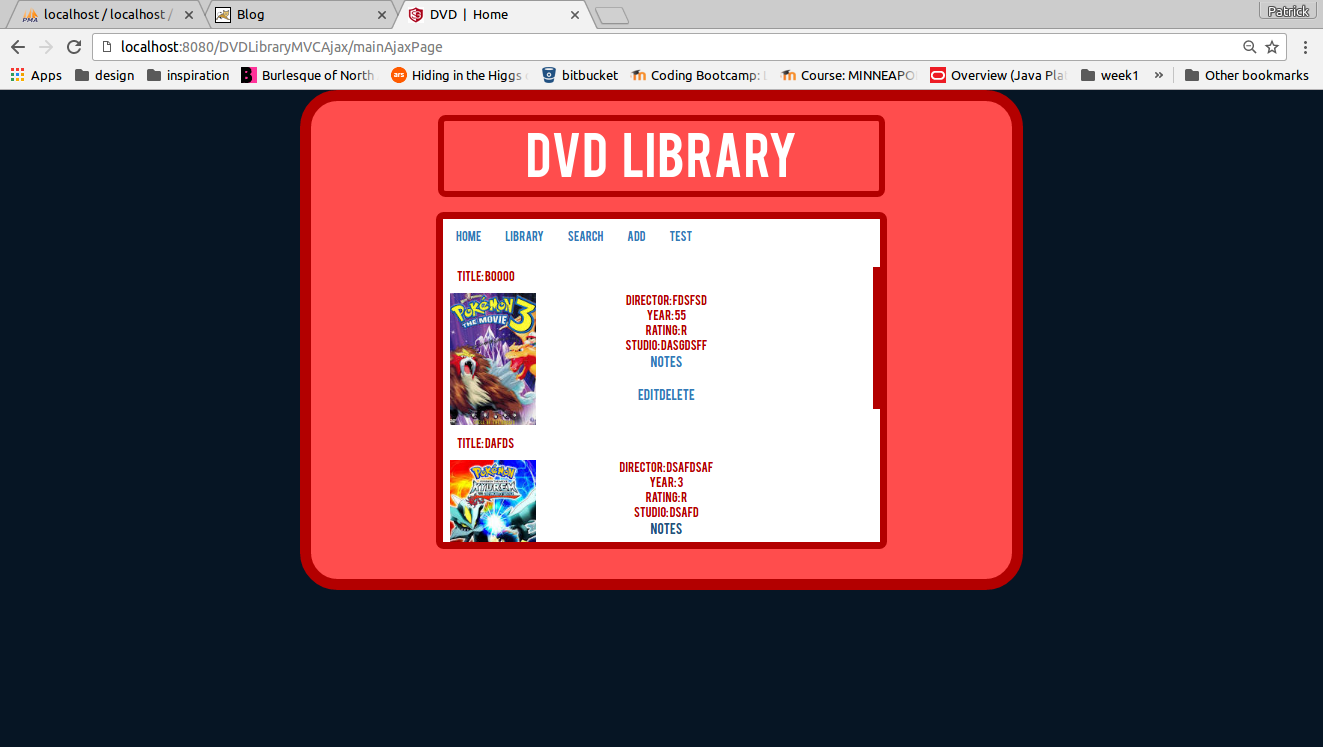 Patrick
localhost / localhost /
Blog
DVD | Home
localhost:8080/DVDLibraryMVCAjax/mainAjaxPage
Apps design inspiration Burlesque of North Hiding in the Higgs bitbucket Coding Bootcamp: Course: MINNEAPO Overview (Java Pla week1 » Other bookmarks
DVD LIBRARY
HOME LIBRARY SEARCH ADD TEST
TITLE:BOOOO
POKÉMON
THE MOVIE 3
DIRECTOR:FDSFSD
YEAR:55
RATING:R
STUDIO:DASGDSFF
NOTES
EDITDELETE
TITLE:DAFDS
POKÉMON
KYUREM
DIRECTOR:DSAFDSAF
YEAR:3
RATING:R
STUDIO:DSAFD
NOTES